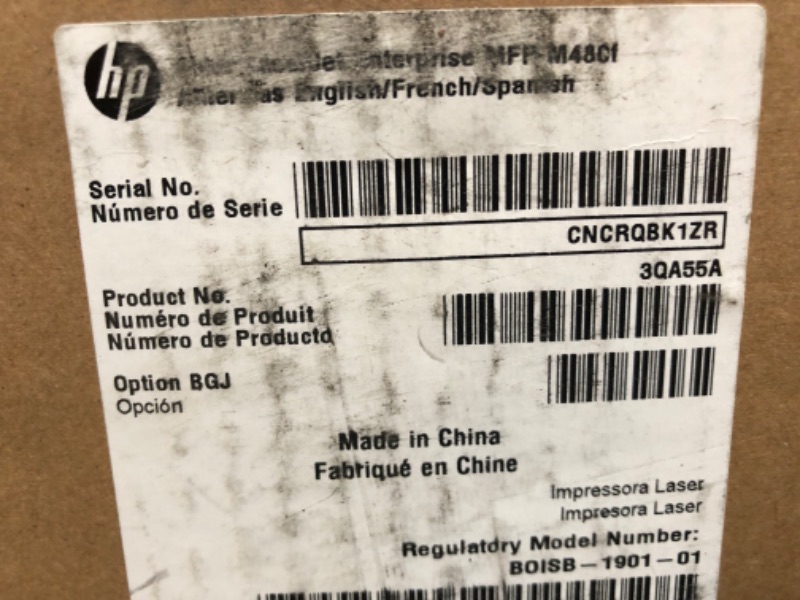 hp
Enterprise MFP M480f
English/French/Spanish
Serial No.
Número de Serie
CNCRQBK1ZR
3QA55A
Product No.
Numéro de Produit
Número de Producto
Option BGJ
Opción
Made in China
Fabriqué en Chine
Impressora Laser
Impresora Laser
Regulatory Model Number:
BOISB-1901-01